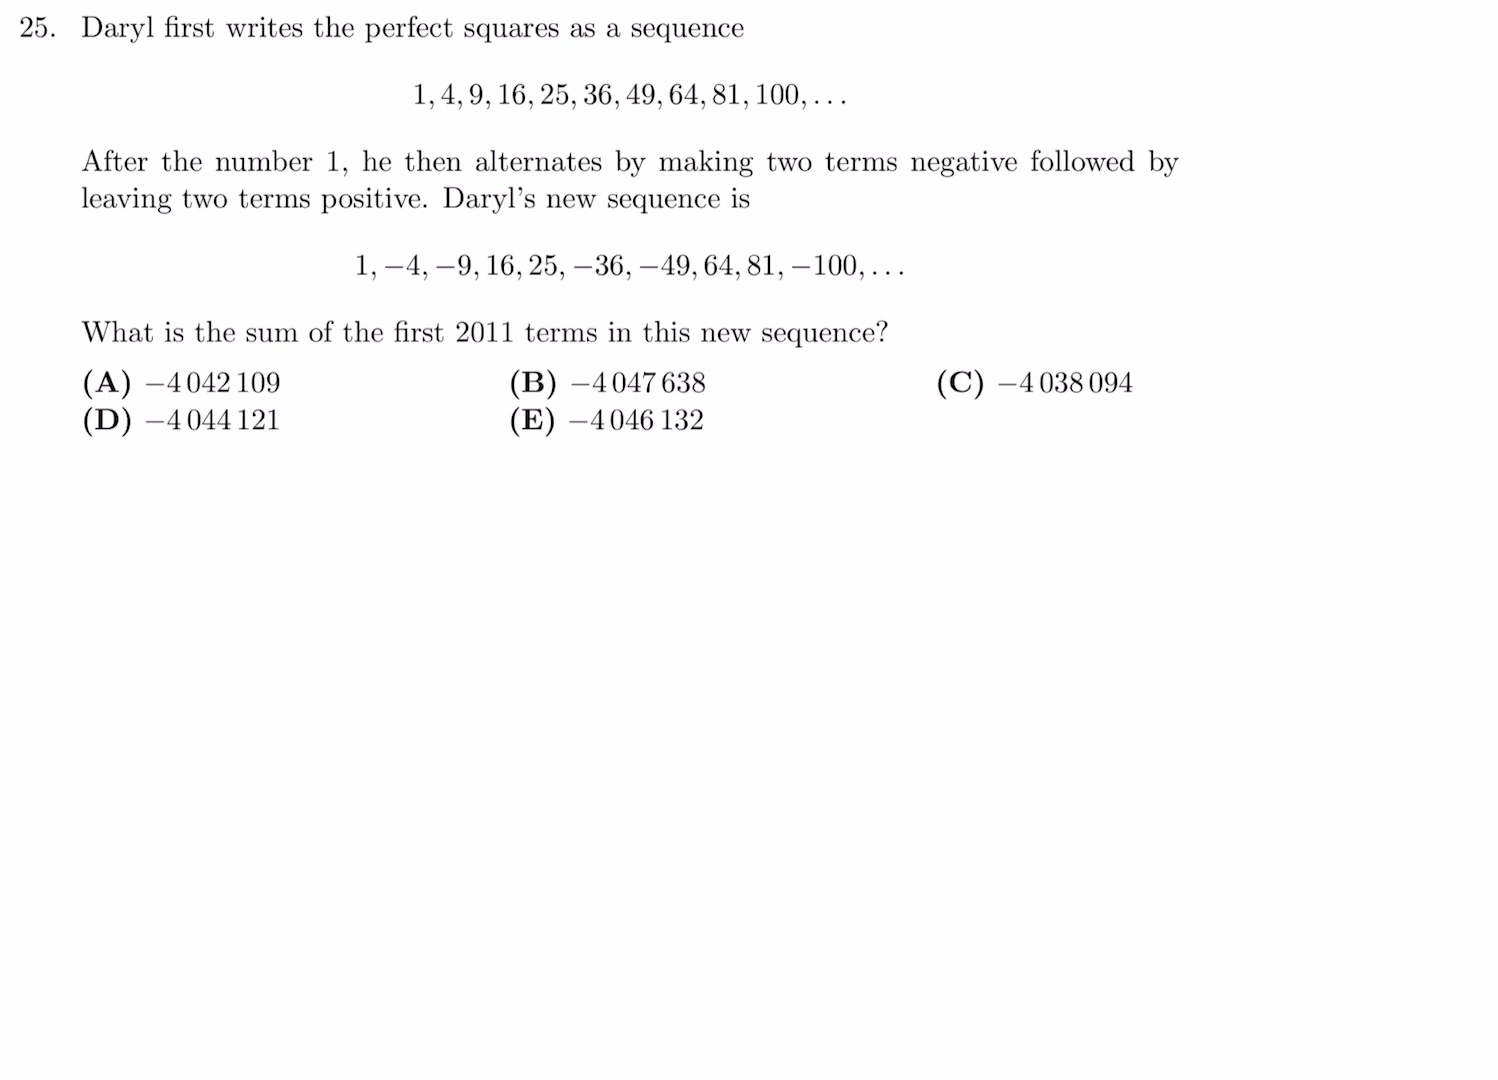 25. Daryl first writes the perfect squares as a sequence
1, 4, 9, 16, 25, 36, 49, 64, 81, 100, . . .
After the number 1, he then alternates by making two terms negative followed by
leaving two terms positive. Daryl's new sequence is
1, −4, −9, 16, 25, −36, −49, 64, 81, −100, . . .
What is the sum of the first 2011 terms in this new sequence?
(A) −4 042 109 (B) −4 047 638 (C) −4 038 094
(D) −4 044 121 (E) −4 046 132